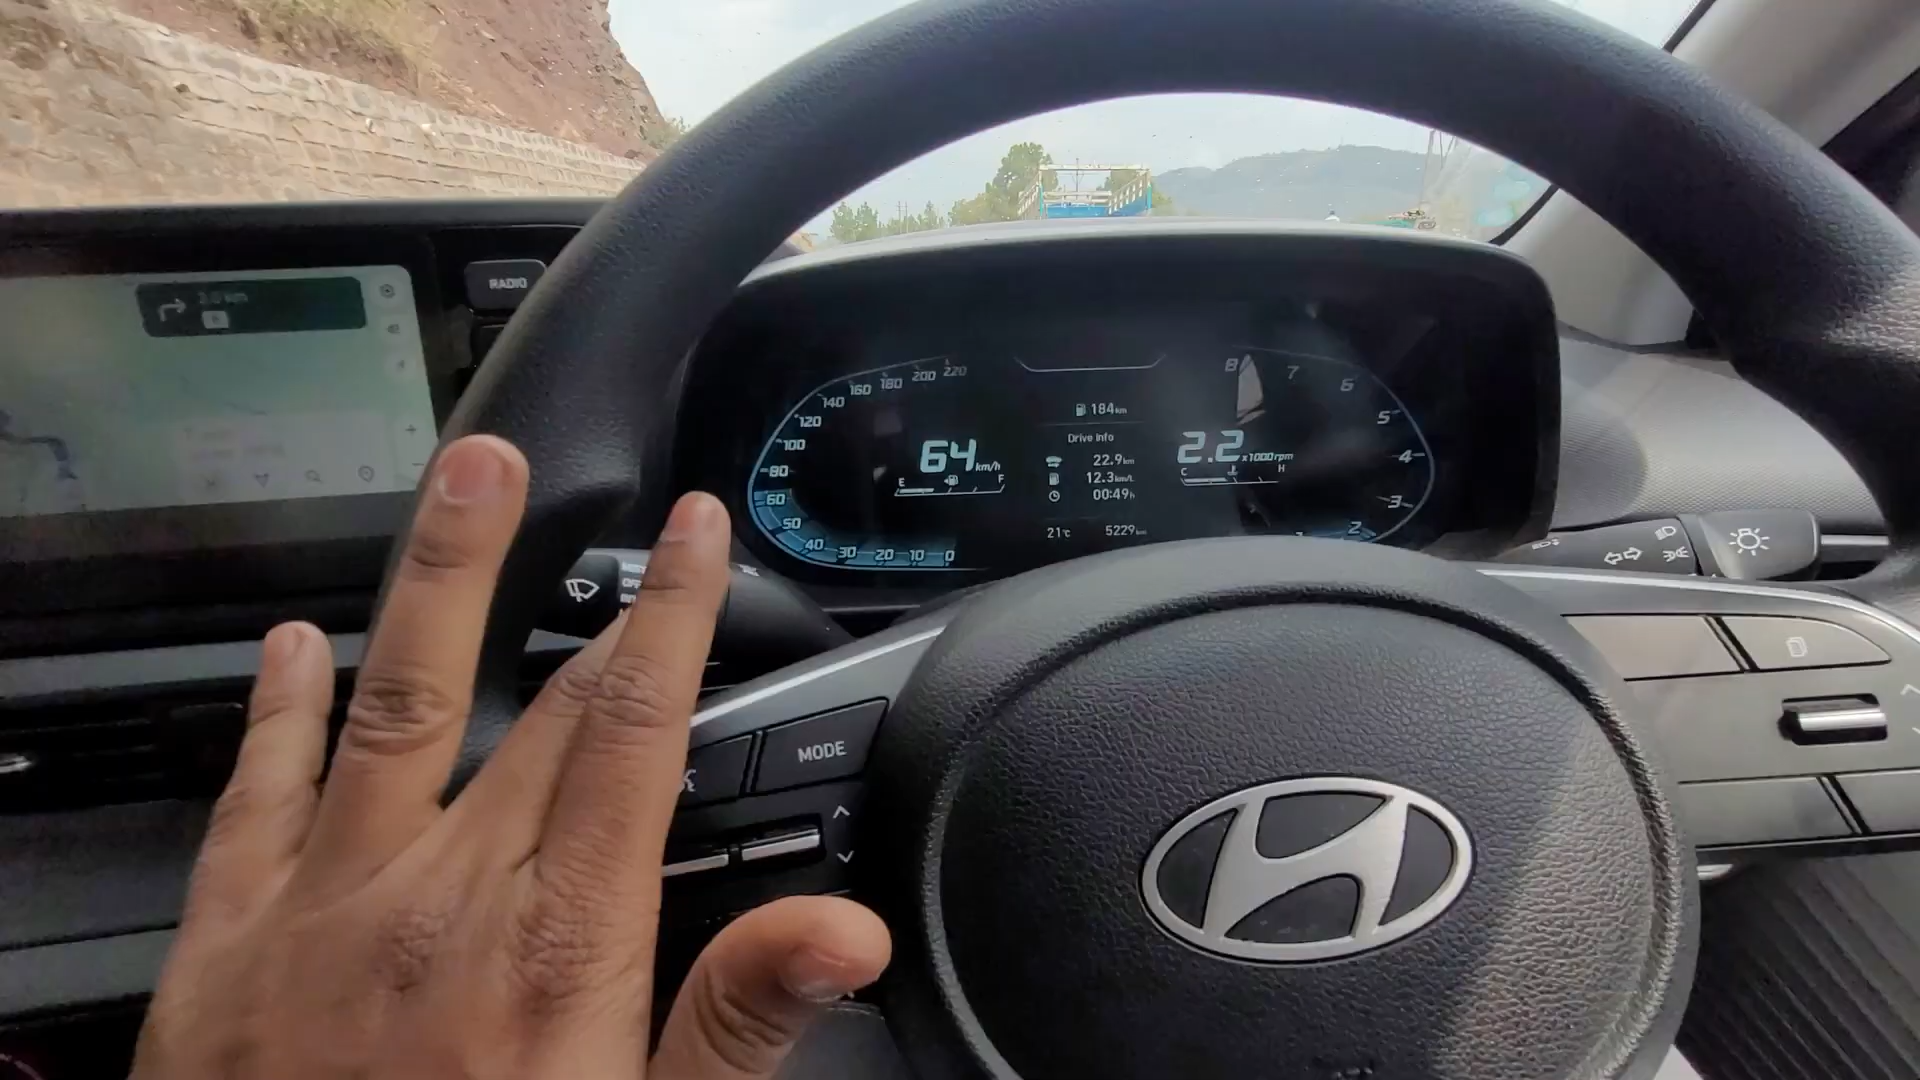 RADIO
220
200
180
160
140
120
100
80
60
50
40
30
20
10
0
64 km/h
E F
184 km
Drive Info
22.9 km
12.3 km/L
00:49 h
21°C 5229 km
2.2 x1000rpm
C H
8
7
6
5
4
3
2
1
MODE